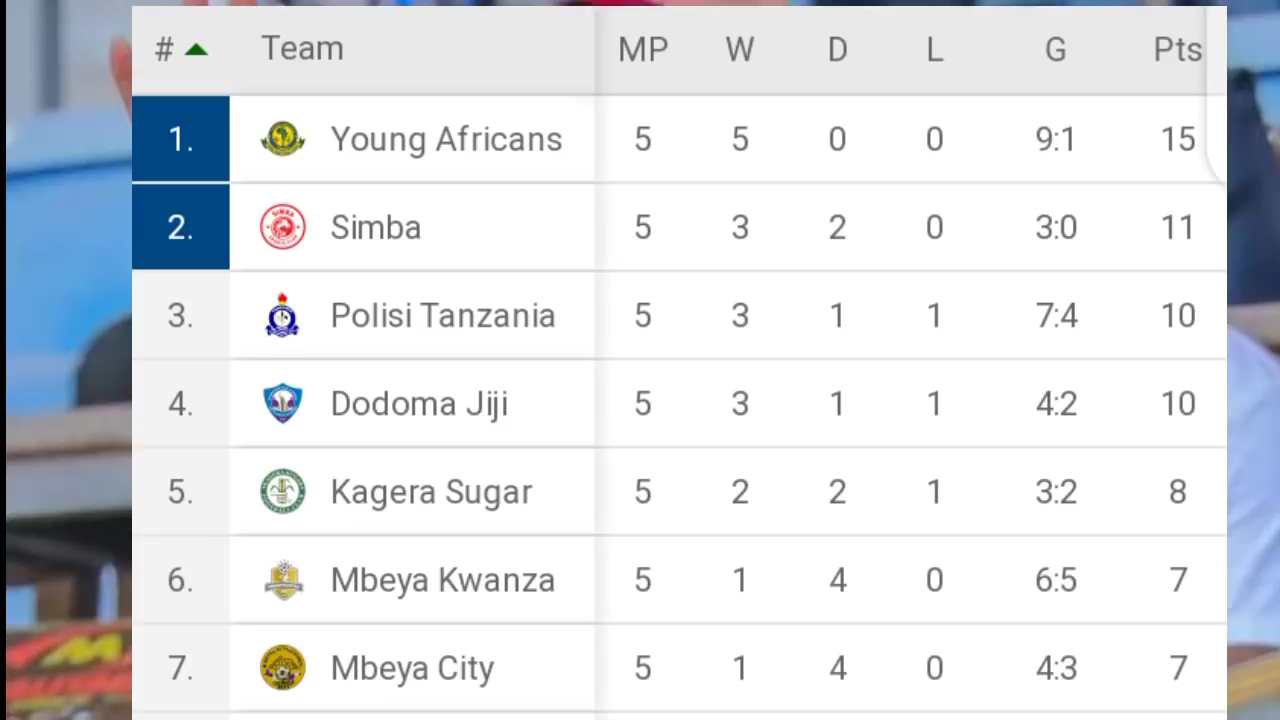 # Team MP W D L G Pts
1. Young Africans 5 5 0 0 9:1 15
2. SIMBA Simba 5 3 2 0 3:0 11
3. Polisi Tanzania 5 3 1 1 7:4 10
4. Dodoma Jiji 5 3 1 1 4:2 10
5. Kagera Sugar 5 2 2 1 3:2 8
6. Mbeya Kwanza 5 1 4 0 6:5 7
7. Mbeya City 5 1 4 0 4:3 7